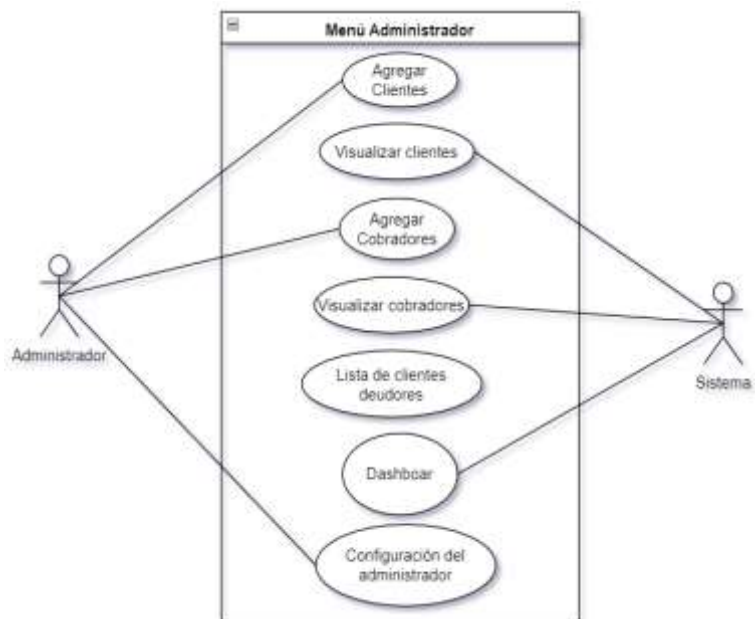 Menú Administrador
Agregar
Clientes
Visualizar clientes
Agregar
Cobradores
Visualizar cobradores
Administrador
Sistema
Lista de clientes
deudores
Dashboar
Configuración del
administrador